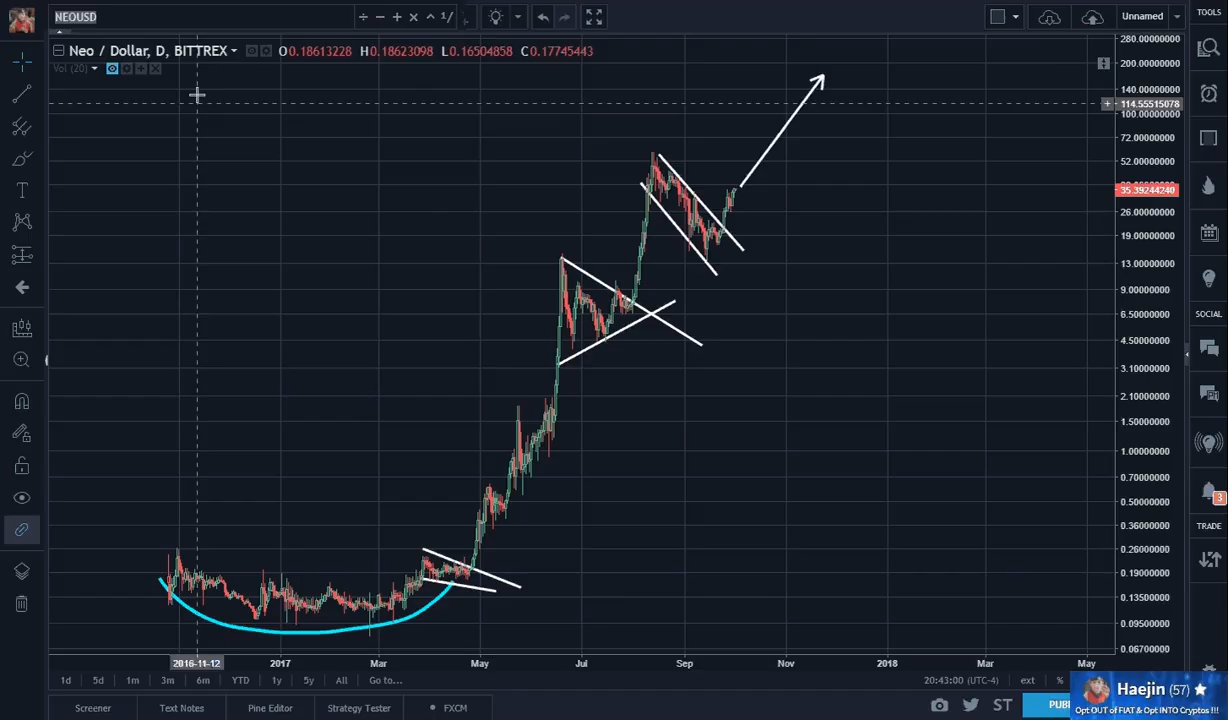 NEOUSD
Unnamed
TOOLS
Neo / Dollar, D, BITTREX O0.18613228 H0.18623098 L0.16504858 C0.17745443
Vol (20)
280.00000000
200.00000000
140.00000000
114.55515078
100.00000000
72.00000000
52.00000000
35.39244240
26.00000000
19.00000000
13.00000000
9.00000000
6.50000000
4.50000000
3.10000000
2.10000000
1.50000000
1.00000000
0.70000000
0.50000000
0.36000000
0.26000000
0.19000000
0.13500000
0.09500000
0.06700000
SOCIAL
3
TRADE
2016-11-12 2017 Mar May Jul Sep Nov 2018 Mar May
1d 5d 1m 3m 6m YTD 1y 5y All Go to... 20:43:00 (UTC-4) ext %
Screener Text Notes Pine Editor Strategy Tester FXCM ST PUB
Haejin (57)
Opt OUT of FIAT & Opt INTO Cryptos !!!